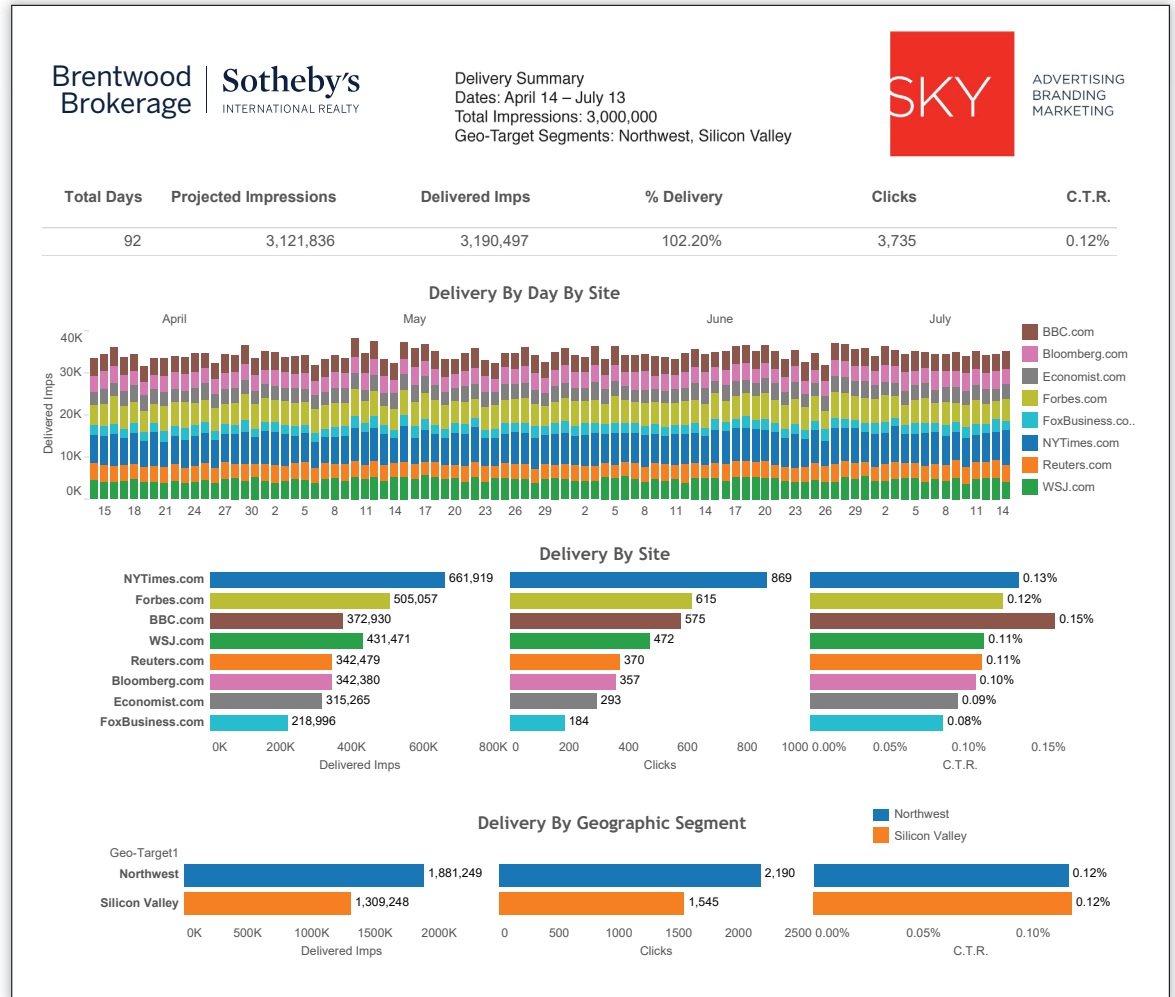 Brentwood
Brokerage
Sotheby's
INTERNATIONAL REALTY
Delivery Summary
Dates: April 14 – July 13
Total Impressions: 3,000,000
Geo-Target Segments: Northwest, Silicon Valley
SKY
ADVERTISING
BRANDING
MARKETING
Total Days Projected Impressions Delivered Imps % Delivery Clicks C.T.R.
92 3,121,836 3,190,497 102.20% 3,735 0.12%
Delivery By Day By Site
April May June July
40K
30K
20K
10K
0K
Delivered Imps
15 18 21 24 27 30 2 5 8 11 14 17 20 23 26 29 2 5 8 11 14 17 20 23 26 29 2 5 8 11 14
BBC.com
Bloomberg.com
Economist.com
Forbes.com
FoxBusiness.co..
NYTimes.com
Reuters.com
WSJ.com
Delivery By Site
NYTimes.com 661,919 869 0.13%
Forbes.com 505,057 615 0.12%
BBC.com 372,930 575 0.15%
WSJ.com 431,471 472 0.11%
Reuters.com 342,479 370 0.11%
Bloomberg.com 342,380 357 0.10%
Economist.com 315,265 293 0.09%
FoxBusiness.com 218,996 184 0.08%
0K 200K 400K 600K 800K 0 200 400 600 800 1000 0.00% 0.05% 0.10% 0.15%
Delivered Imps Clicks C.T.R.
Delivery By Geographic Segment
Northwest
Silicon Valley
Geo-Target1
Northwest 1,881,249 2,190 0.12%
Silicon Valley 1,309,248 1,545 0.12%
0K 500K 1000K 1500K 2000K 0 500 1000 1500 2000 2500 0.00% 0.05% 0.10%
Delivered Imps Clicks C.T.R.